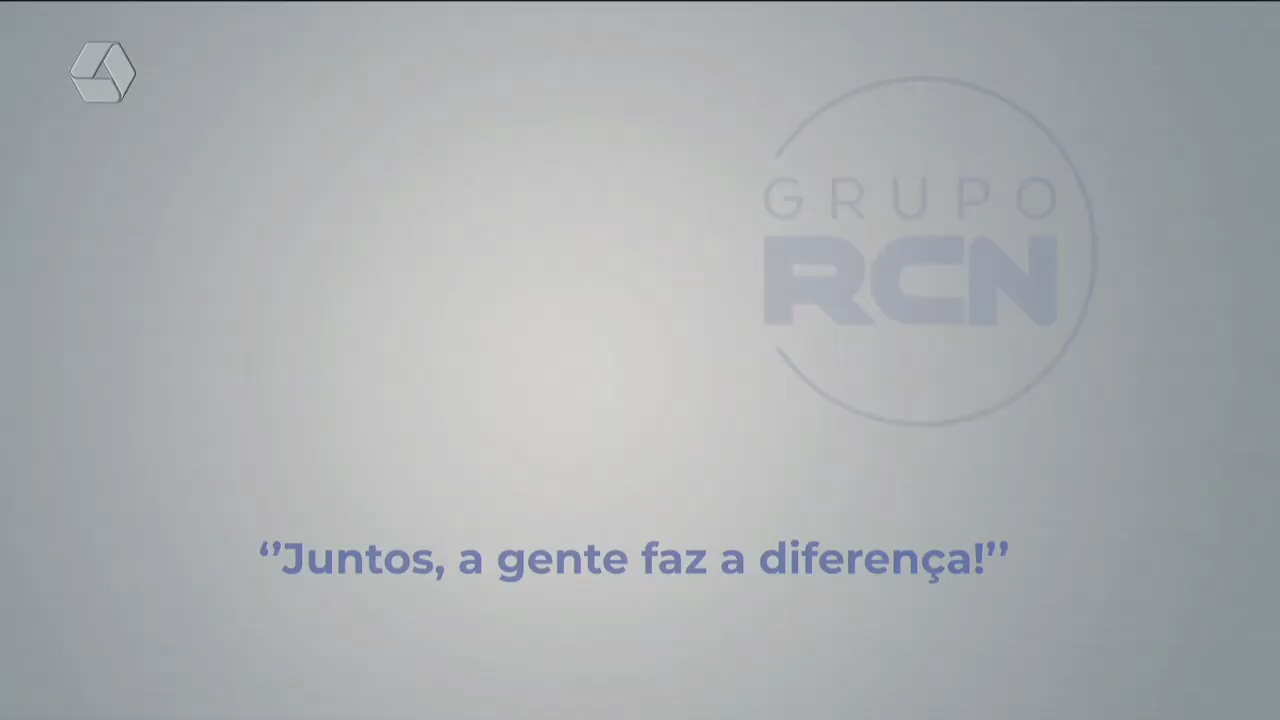 GRUPO
RCN
‘’Juntos, a gente faz a diferença!’’